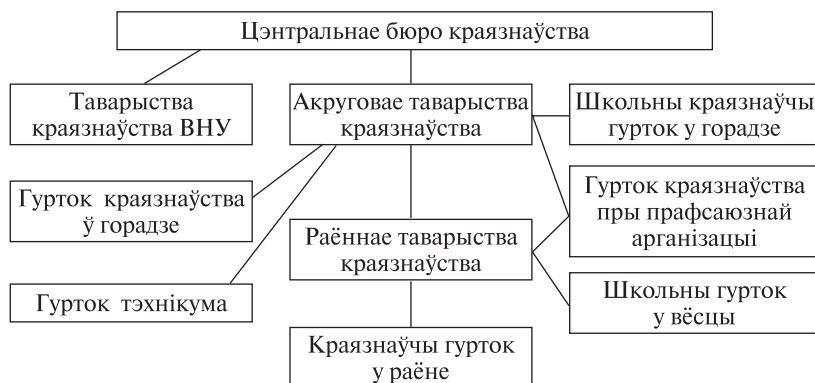 Цэнтральнае бюро краязнаўства
Таварыства
краязнаўства ВНУ
Акруговае таварыства
краязнаўства
Школьны краязнаўчы
гурток у горадзе
Гурток краязнаўства
ў горадзе
Гурток краязнаўства
пры прафсаюзнай
арганізацыі
Раённае таварыства
краязнаўства
Гурток тэхнікума
Школьны гурток
у вёсцы
Краязнаўчы гурток
у раёне